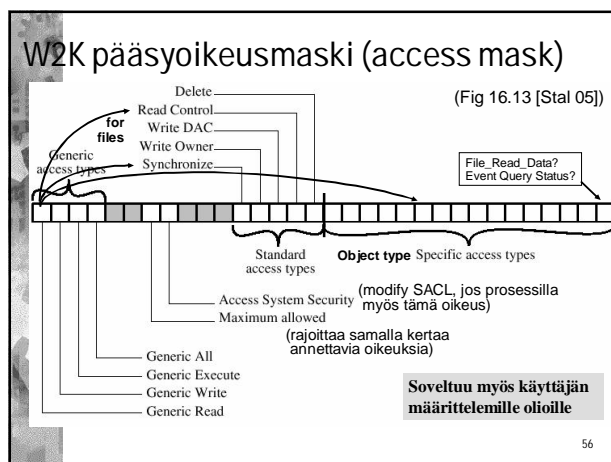 W2K pääsyoikeusmaski (access mask)
(Fig 16.13 [Stal 05])
Delete
Read Control
Write DAC
Write Owner
Synchronize
for
files
Generic
access types
File_Read_Data?
Event Query Status?
Standard
access types
Object type Specific access types
Access System Security
Maximum allowed
(modify SACL, jos prosessilla
myös tämä oikeus)
(rajoittaa samalla kertaa
annettavia oikeuksia)
Generic All
Generic Execute
Generic Write
Generic Read
Soveltuu myös käyttäjän
määrittelemille olioille
56